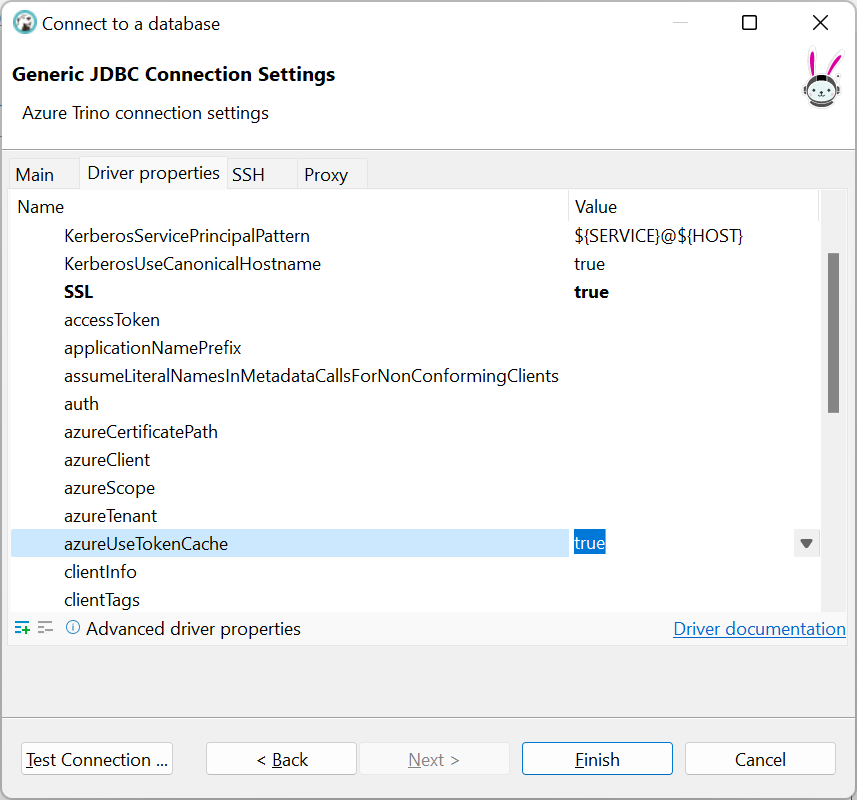 Connect to a database
Generic JDBC Connection Settings
Azure Trino connection settings
Main Driver properties SSH Proxy
Name Value
KerberosServicePrincipalPattern ${SERVICE}@${HOST}
KerberosUseCanonicalHostname true
SSL true
accessToken
applicationNamePrefix
assumeLiteralNamesInMetadataCallsForNonConformingClients
auth
azureCertificatePath
azureClient
azureScope
azureTenant
azureUseTokenCache true
clientInfo
clientTags
Advanced driver properties Driver documentation
Test Connection ... < Back Next > Finish Cancel